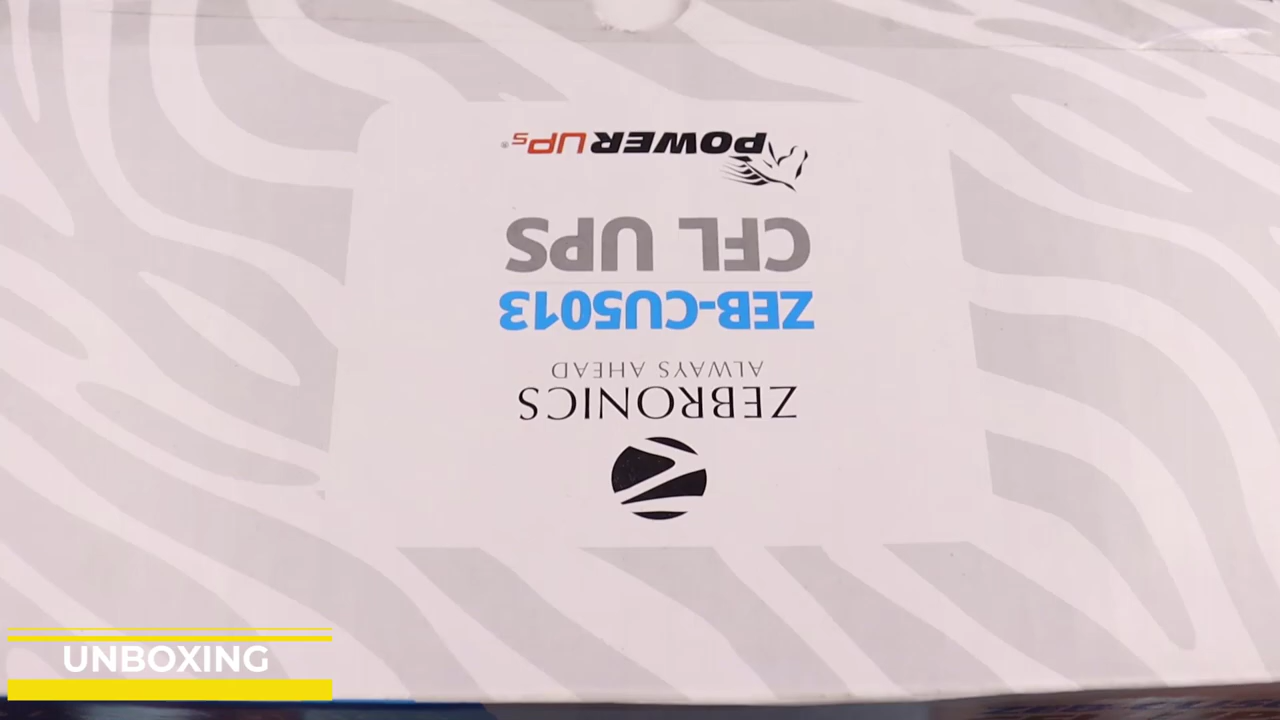 ZEBRONICS
ALWAYS AHEAD
ZEB-CU5013
CFL UPS
POWER UPs®
UNBOXING